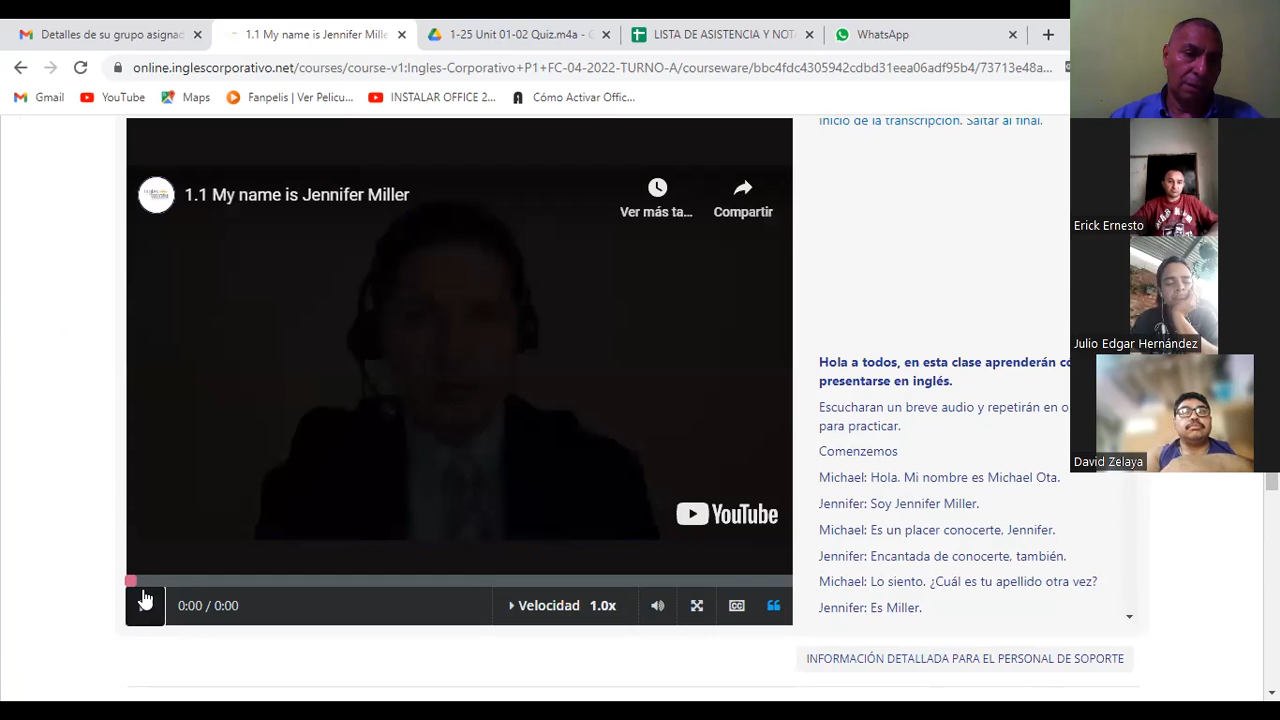 Detalles de su grupo asignac
1.1 My name is Jennifer Mille
1-25 Unit 01-02 Quiz.m4a - G
LISTA DE ASISTENCIA Y NOT
WhatsApp
online.inglescorporativo.net/courses/course-v1:Ingles-Corporativo+P1+FC-04-2022-TURNO-A/courseware/bbc4fdc4305942cdbd31eea06adf95b4/73713e48a...
Gmail
YouTube
Maps
Fanpelis | Ver Pelicu...
INSTALAR OFFICE 2...
Cómo Activar Offic...
Inicio de la transcripción. Saltar al final.
1.1 My name is Jennifer Miller
Ver más ta...
Compartir
YouTube
Hola a todos, en esta clase aprenderán có
presentarse en inglés.
Escucharan un breve audio y repetirán en o
para practicar.
Comenzemos
Michael: Hola. Mi nombre es Michael Ota.
Jennifer: Soy Jennifer Miller.
Michael: Es un placer conocerte, Jennifer.
Jennifer: Encantada de conocerte, también.
Michael: Lo siento. ¿Cuál es tu apellido otra vez?
Jennifer: Es Miller.
0:00 / 0:00
Velocidad 1.0x
INFORMACIÓN DETALLADA PARA EL PERSONAL DE SOPORTE
Erick Ernesto
Julio Edgar Hernández
David Zelaya